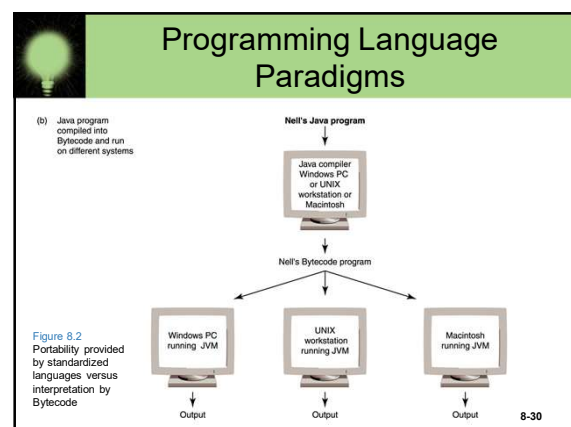 Programming Language
Paradigms
(b) Java program
compiled into
Bytecode and run
on different systems
Nell's Java program
Java compiler
Windows PC
or UNIX
workstation or
Macintosh
Nell's Bytecode program
Windows PC
running JVM
UNIX
workstation
running JVM
Macintosh
running JVM
Figure 8.2
Portability provided
by standardized
languages versus
interpretation by
Bytecode
Output
Output
Output
8-30